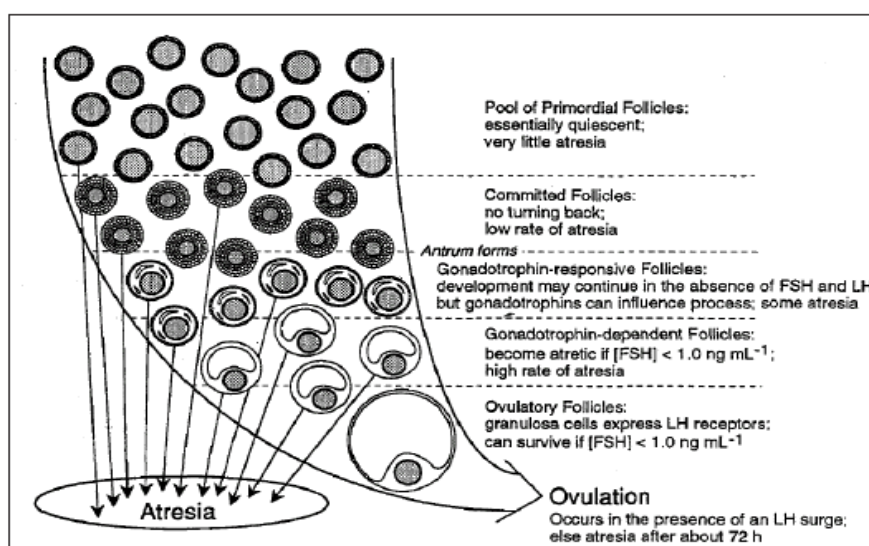 Pool of Primordial Follicles:
essentially quiescent;
very little atresia
Committed Follicles:
no turning back;
low rate of atresia
Antrum forms
Gonadotrophin-responsive Follicles:
development may continue in the absence of FSH and LH
but gonadotrophins can influence process; some atresia
Gonadotrophin-dependent Follicles:
become atretic if [FSH] < 1.0 ng mL⁻¹;
high rate of atresia
Ovulatory Follicles:
granulosa cells express LH receptors;
can survive if [FSH] < 1.0 ng mL⁻¹
Atresia
Ovulation
Occurs in the presence of an LH surge;
else atresia after about 72 h